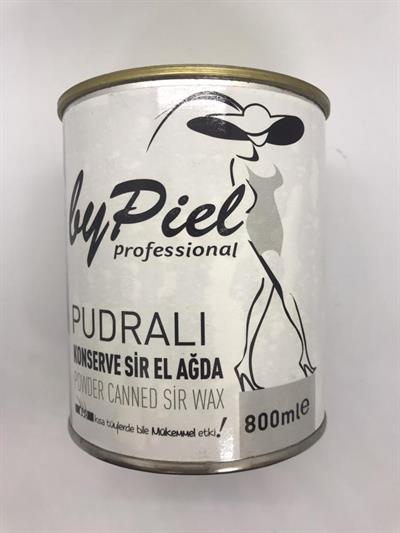 byPiel
professional
PUDRALI
KONSERVE SİR EL AĞDA
POWDER CANNED SİR WAX
kısa tüylerde bile Mükemmel etki!
800ml℮